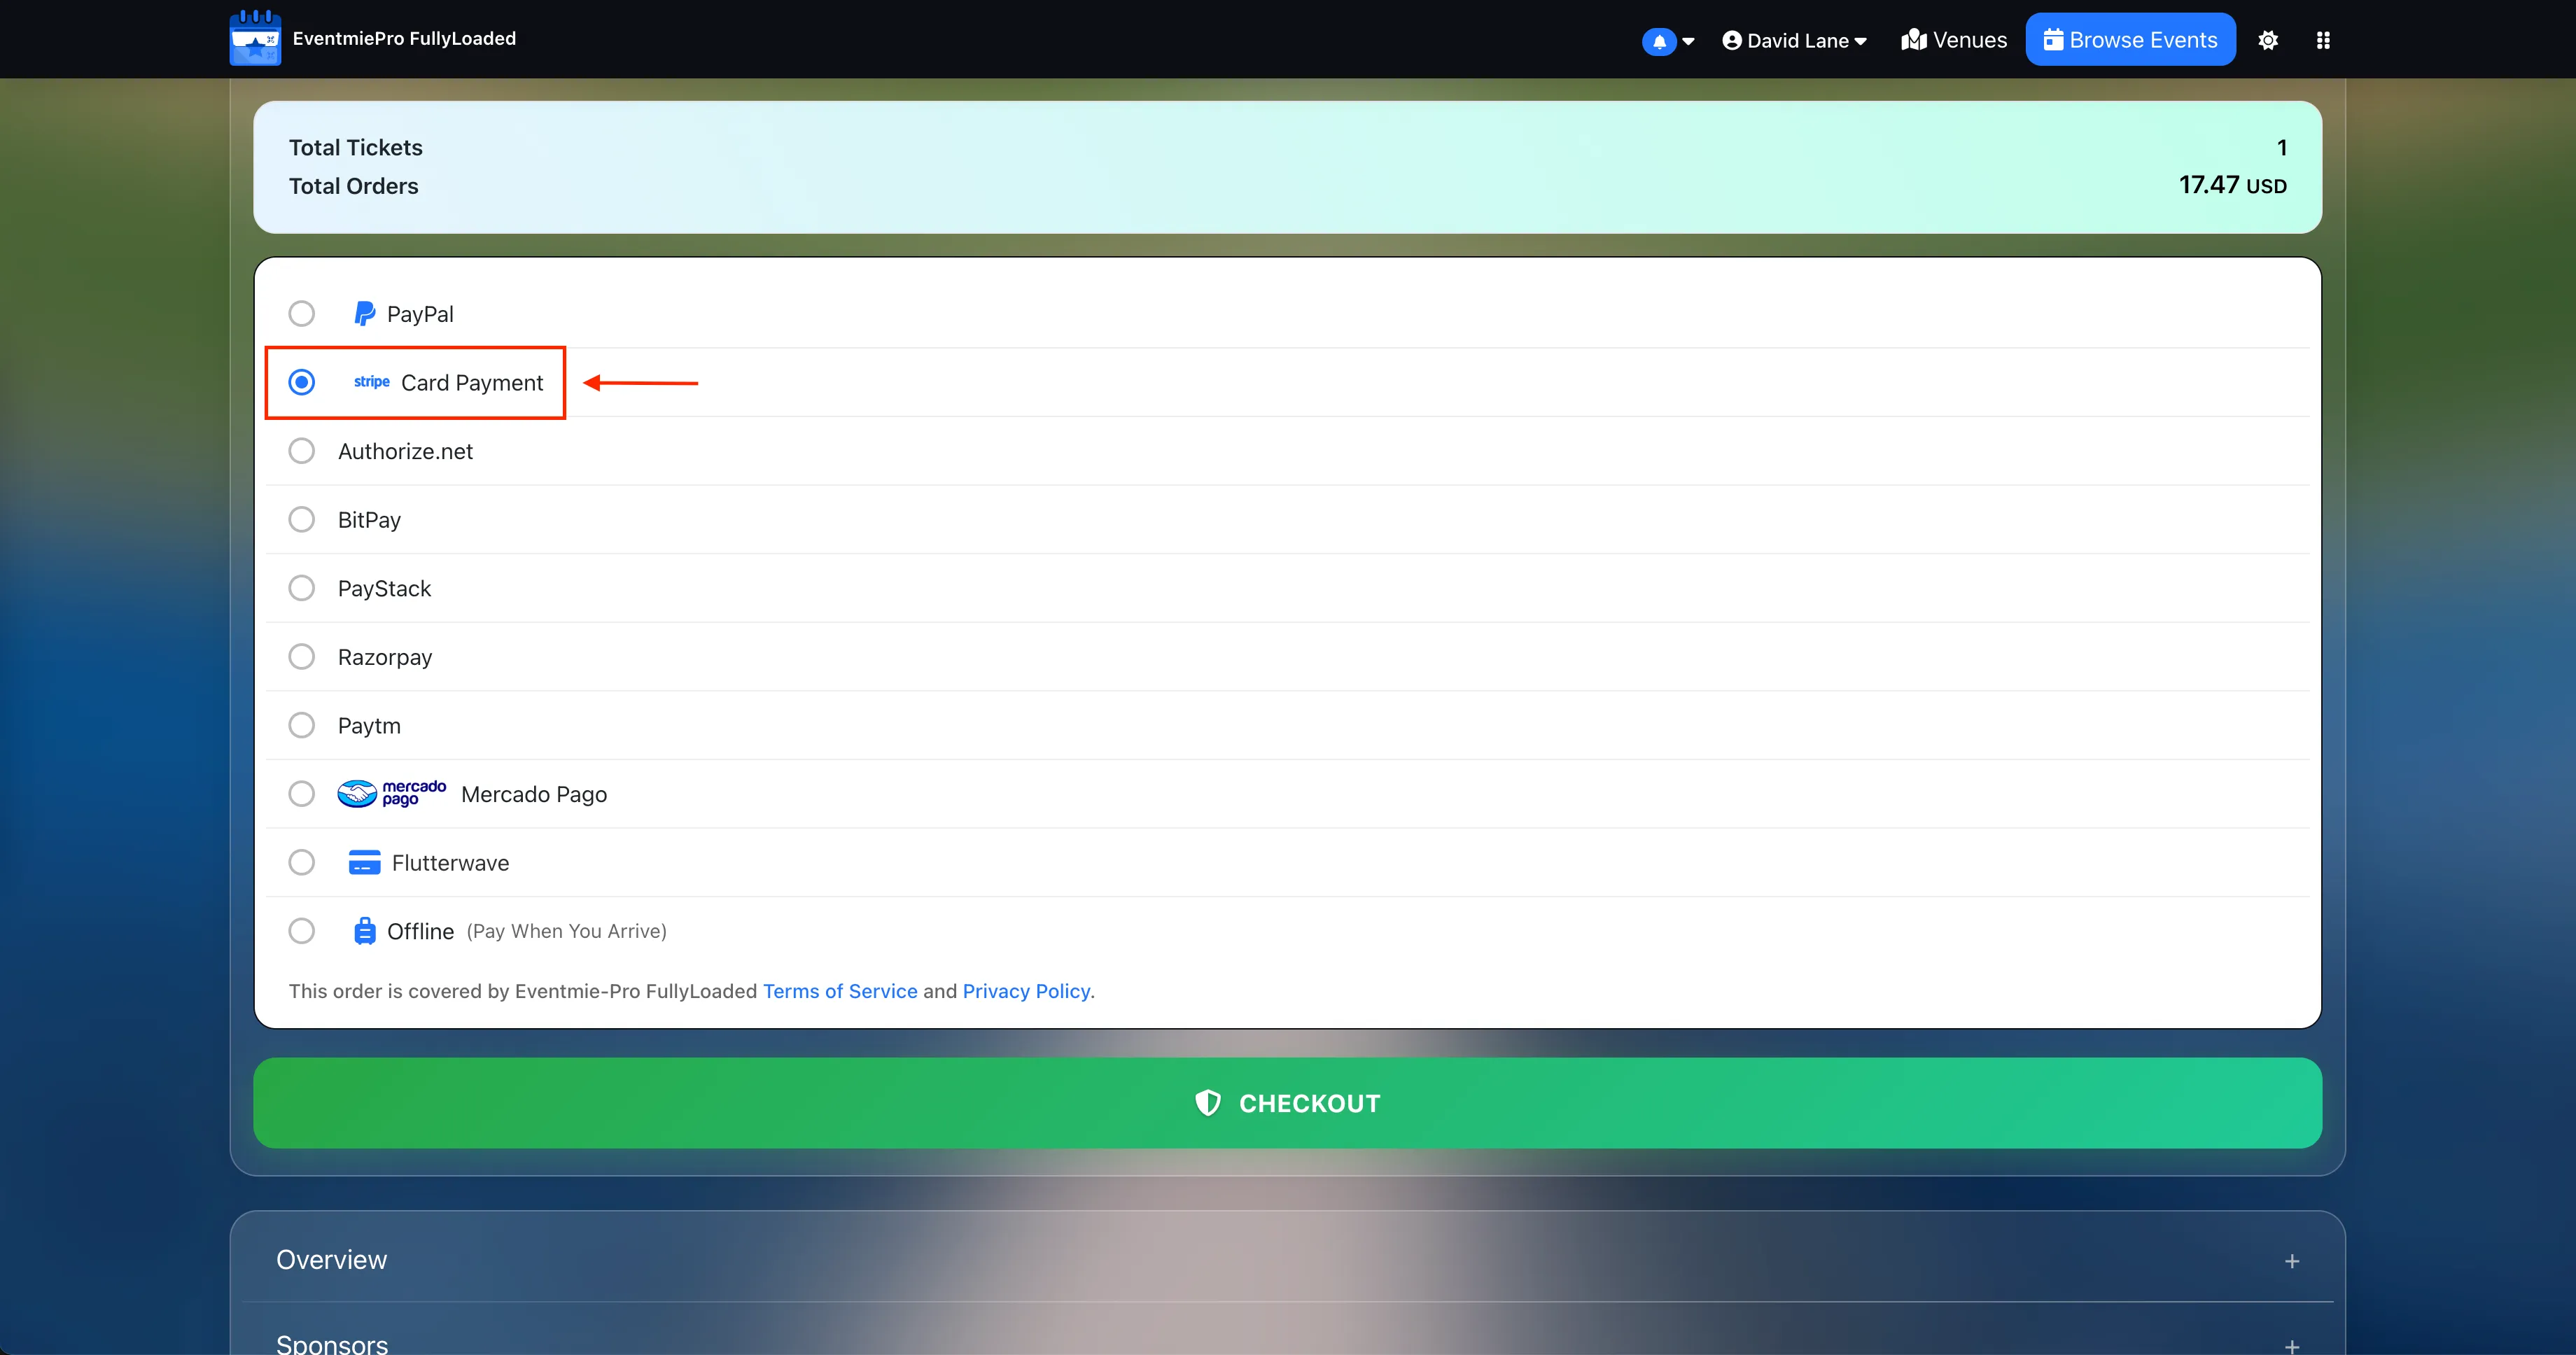 EventmiePro FullyLoaded
David Lane
Venues
Browse Events
Total Tickets 1
Total Orders 17.47 USD
PayPal
stripe Card Payment
Authorize.net
BitPay
PayStack
Razorpay
Paytm
mercado pago Mercado Pago
Flutterwave
Offline (Pay When You Arrive)
This order is covered by Eventmie-Pro FullyLoaded Terms of Service and Privacy Policy.
CHECKOUT
Overview +
Sponsors +